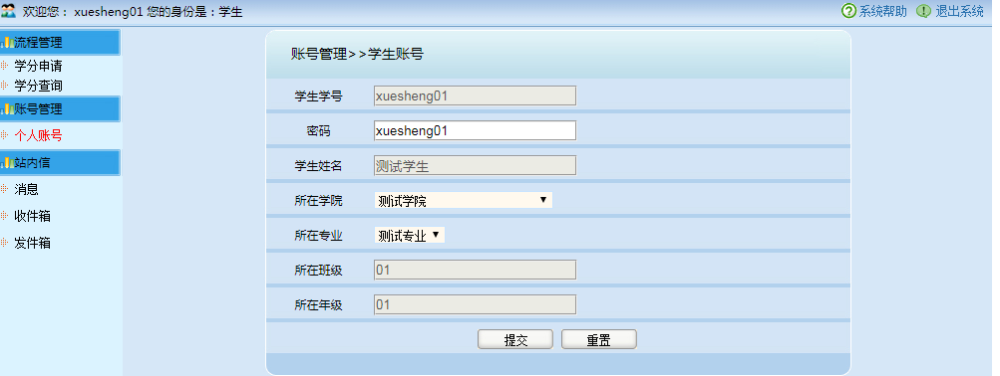 欢迎您： xuesheng01 您的身份是：学生
系统帮助 退出系统
流程管理
学分申请
学分查询
账号管理
个人账号
站内信
消息
收件箱
发件箱
账号管理>>学生账号
学生学号 xuesheng01
密码 xuesheng01
学生姓名 测试学生
所在学院 测试学院
所在专业 测试专业
所在班级 01
所在年级 01
提交 重置